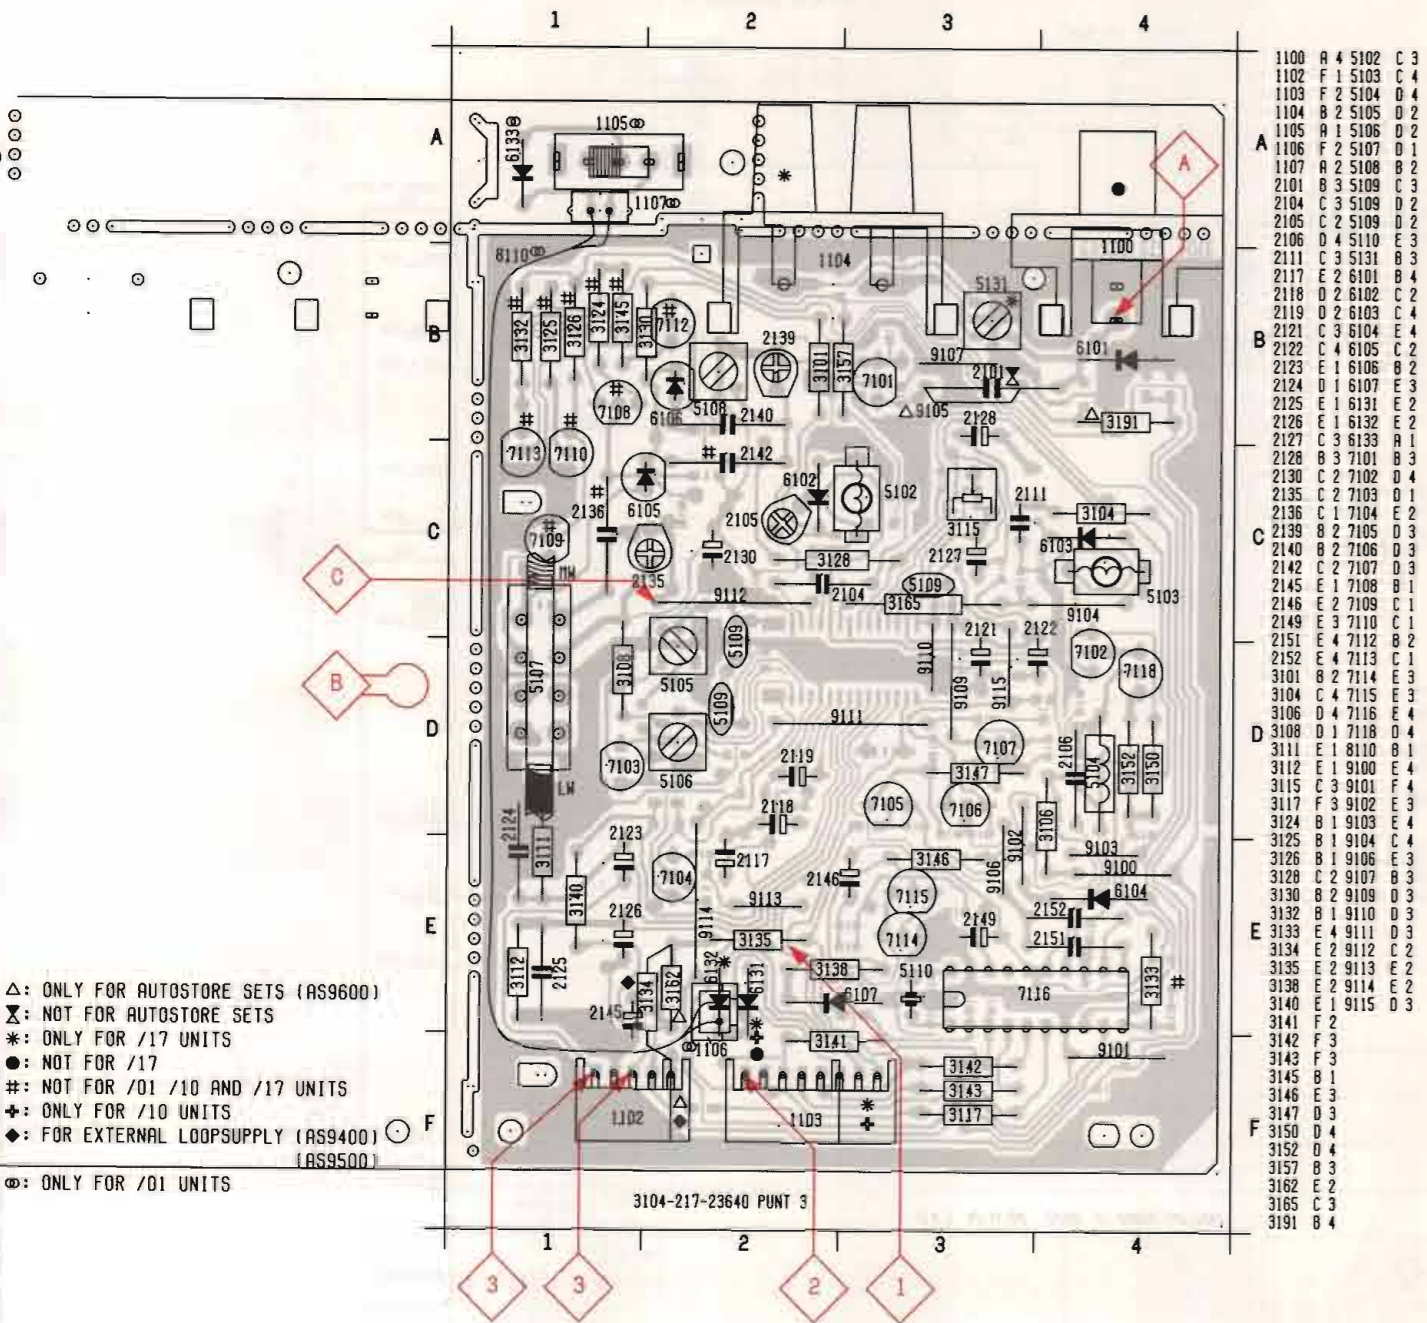 1 2 3 4
A
1105
6133
1107
A
A
8110
1104
1100
5131
B
3132 3125 3126 3124 3145 3130 7112
2139
3101 3157
7101
9107
2101
6101
B
7108
6106 5108
2140
9105
2128
3191
7113 7110
2142
6102
5102
3115
2111
3104
C
7109
2136
6105
2105
2130
3128
2127
6103
C
C
MW
2135
2104
5109
5103
9112
3165
9104
5107
3108
5105
5109
9110
2121
2122
7102
7118
B
5109
9109
9115
D
9111
D
7103
5106
2119
7107
2106
5104
3152
3150
LW
3147
2118
7105 7106
2124
3111
2123
2117
3106
9102
9103
3140
7104
2146
3146
9106
9100
7115
6104
E
2126
9114
9113
2149
2152
E
3135
7114
2151
3112
2125
3134
3162
6132
6131
3138
5110
7116
3133
2145
6107
1106
3141
9101
3142
3143
3117
F
1102
1103
F
△: ONLY FOR AUTOSTORE SETS (AS9600)
⧗: NOT FOR AUTOSTORE SETS
✳: ONLY FOR /17 UNITS
●: NOT FOR /17
#: NOT FOR /01 /10 AND /17 UNITS
✚: ONLY FOR /10 UNITS
◆: FOR EXTERNAL LOOPSUPPLY (AS9400)
(AS9500)
⊚: ONLY FOR /01 UNITS
3104-217-23640 PUNT 3
1 2 3 4
3 3 2 1
1100 A 4 5102 C 3
1102 F 1 5103 C 4
1103 F 2 5104 D 4
1104 B 2 5105 D 2
1105 A 1 5106 D 2
1106 F 2 5107 D 1
1107 A 2 5108 B 2
2101 B 3 5109 C 3
2104 C 3 5109 D 2
2105 C 2 5109 D 2
2106 D 4 5110 E 3
2111 C 3 5131 B 3
2117 E 2 6101 B 4
2118 D 2 6102 C 2
2119 D 2 6103 C 4
2121 C 3 6104 E 4
2122 C 4 6105 C 2
2123 E 1 6106 B 2
2124 D 1 6107 E 3
2125 E 1 6131 E 2
2126 E 1 6132 E 2
2127 C 3 6133 A 1
2128 B 3 7101 B 3
2130 C 2 7102 D 4
2135 C 2 7103 D 1
2136 C 1 7104 E 2
2139 B 2 7105 D 3
2140 B 2 7106 D 3
2142 C 2 7107 D 3
2145 E 1 7108 B 1
2146 E 2 7109 C 1
2149 E 3 7110 C 1
2151 E 4 7112 B 2
2152 E 4 7113 C 1
3101 B 2 7114 E 3
3104 C 4 7115 E 3
3106 D 4 7116 E 4
3108 D 1 7118 D 4
3111 E 1 8110 B 1
3112 E 1 9100 E 4
3115 C 3 9101 F 4
3117 F 3 9102 E 3
3124 B 1 9103 E 4
3125 B 1 9104 C 4
3126 B 1 9106 E 3
3128 C 2 9107 B 3
3130 B 2 9109 D 3
3132 B 1 9110 D 3
3133 E 4 9111 D 3
3134 E 2 9112 C 2
3135 E 2 9113 E 2
3138 E 2 9114 E 2
3140 E 1 9115 D 3
3141 F 2
3142 F 3
3143 F 3
3145 B 1
3146 E 3
3147 D 3
3150 D 4
3152 D 4
3157 B 3
3162 E 2
3165 C 3
3191 B 4